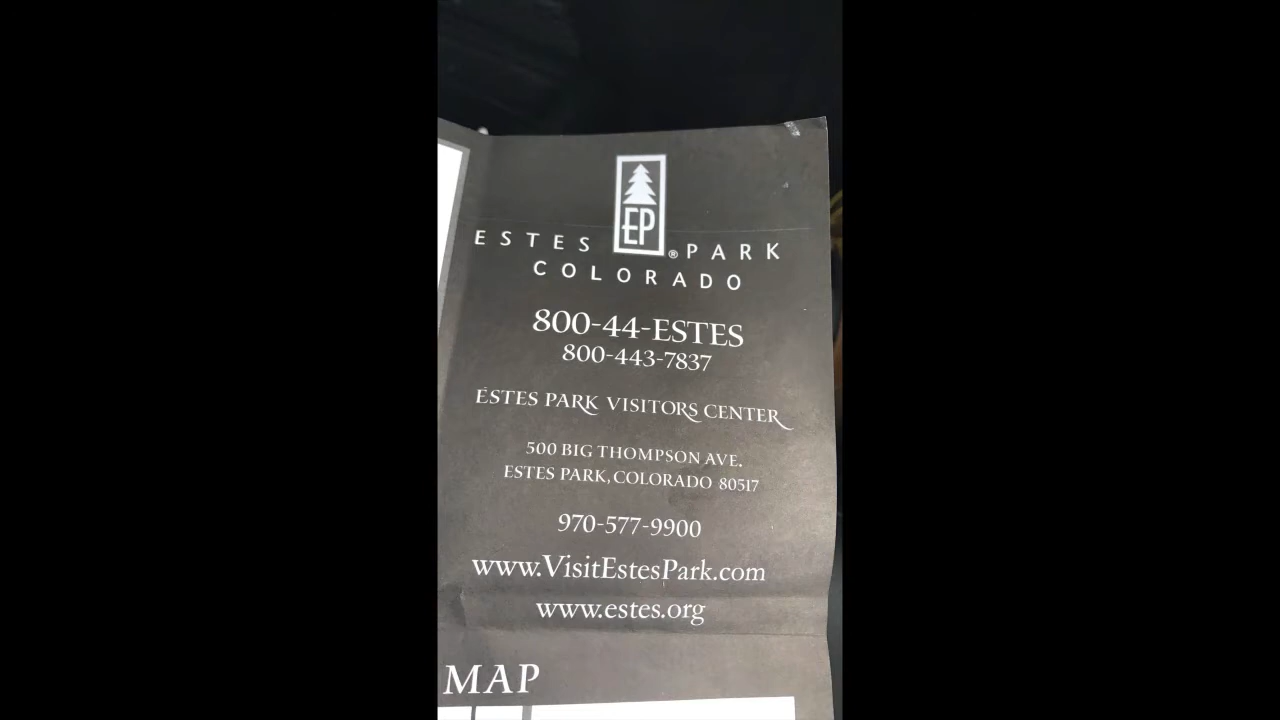 EP
ESTES ® PARK
COLORADO
800-44-ESTES
800-443-7837
ESTES PARK VISITORS CENTER
500 BIG THOMPSON AVE.
ESTES PARK, COLORADO 80517
970-577-9900
www.VisitEstesPark.com
www.estes.org
MAP